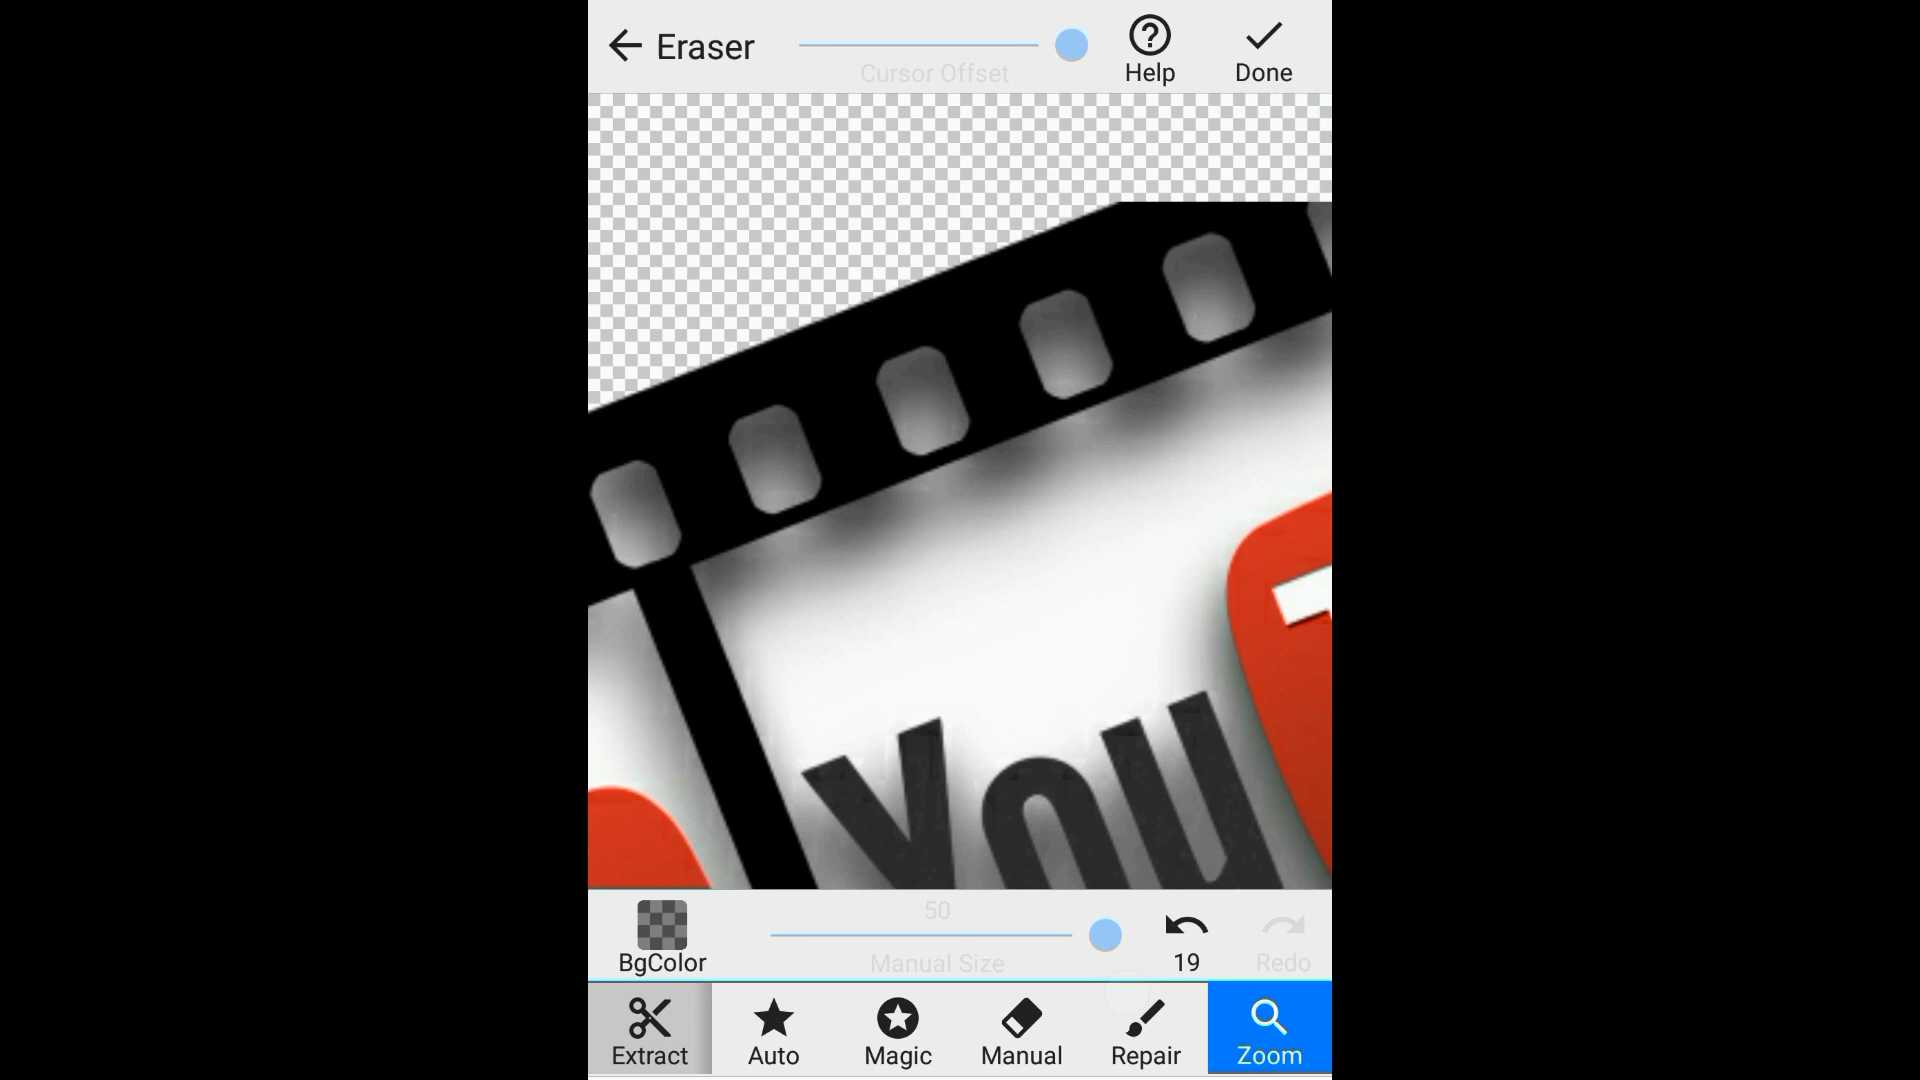 Eraser
Cursor Offset
Help
Done
You
50
Manual Size
BgColor
19
Redo
Extract
Auto
Magic
Manual
Repair
Zoom